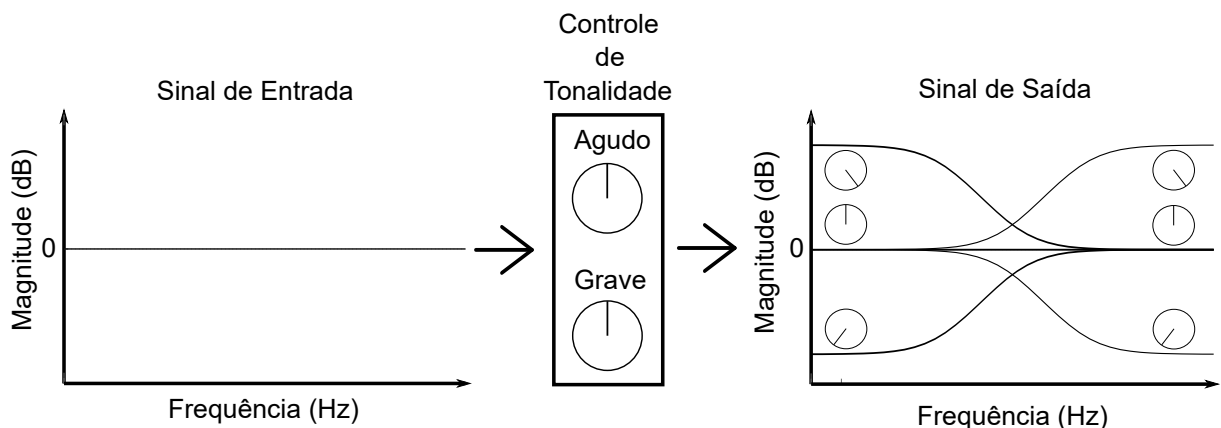 Sinal de Entrada
Magnitude (dB)
0
Frequência (Hz)
Controle
de
Tonalidade
Agudo
Grave
Sinal de Saída
Magnitude (dB)
0
Frequência (Hz)